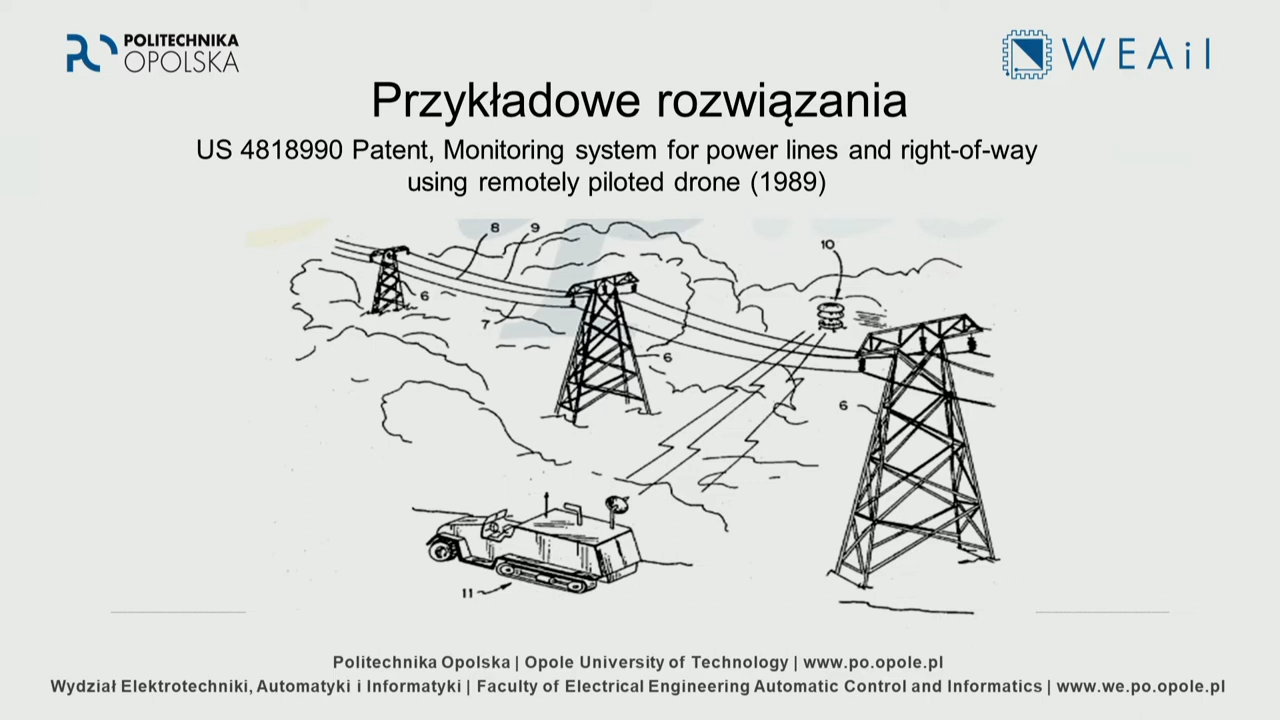 POLITECHNIKA
OPOLSKA
WEAiI
Przykładowe rozwiązania
US 4818990 Patent, Monitoring system for power lines and right-of-way
using remotely piloted drone (1989)
8
9
10
6
7
6
6
11
Politechnika Opolska | Opole University of Technology | www.po.opole.pl
Wydział Elektrotechniki, Automatyki i Informatyki | Faculty of Electrical Engineering Automatic Control and Informatics | www.we.po.opole.pl